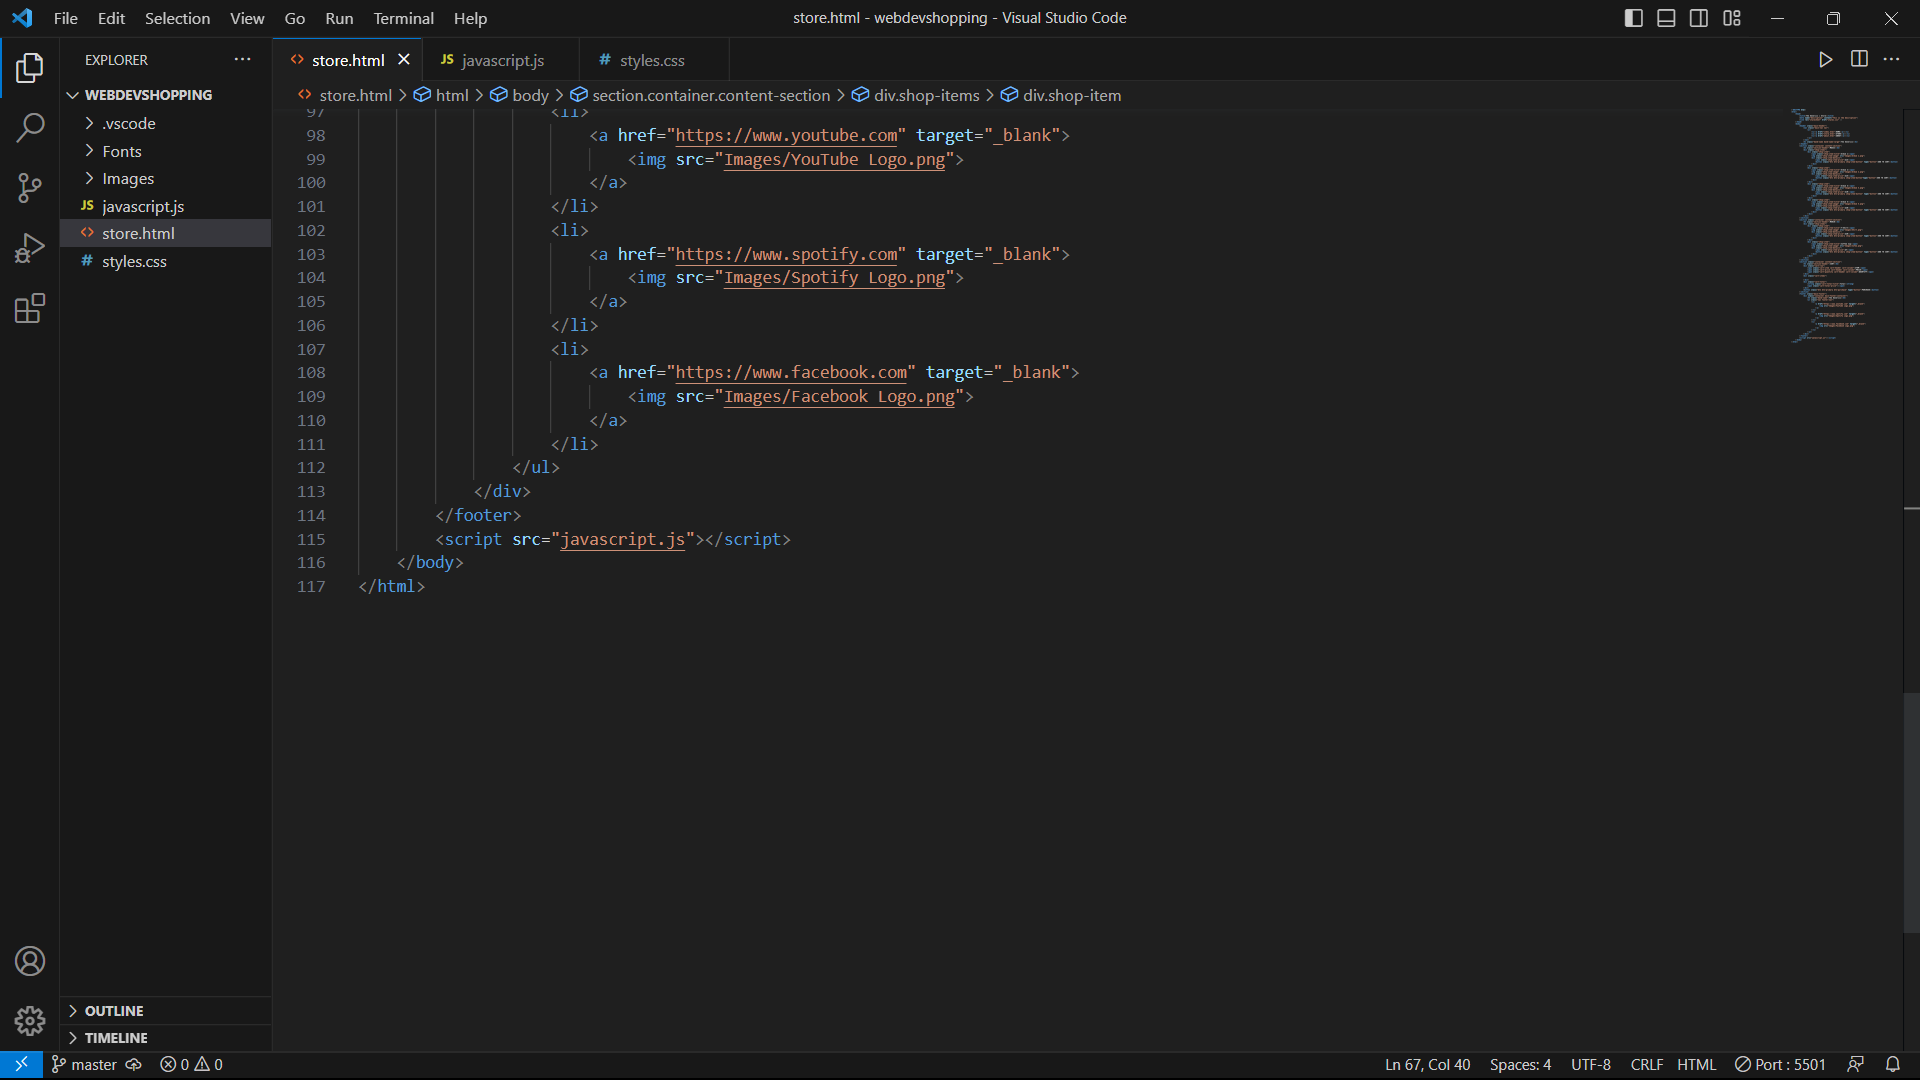 File Edit Selection View Go Run Terminal Help
store.html - webdevshopping - Visual Studio Code
EXPLORER
WEBDEVSHOPPING
.vscode
Fonts
Images
JS javascript.js
<> store.html
# styles.css
OUTLINE
TIMELINE
<> store.html
JS javascript.js
# styles.css
<> store.html > html > body > section.container.content-section > div.shop-items > div.shop-item
97 <li>
98 <a href="https://www.youtube.com" target="_blank">
99 <img src="Images/YouTube Logo.png">
100 </a>
101 </li>
102 <li>
103 <a href="https://www.spotify.com" target="_blank">
104 <img src="Images/Spotify Logo.png">
105 </a>
106 </li>
107 <li>
108 <a href="https://www.facebook.com" target="_blank">
109 <img src="Images/Facebook Logo.png">
110 </a>
111 </li>
112 </ul>
113 </div>
114 </footer>
115 <script src="javascript.js"></script>
116 </body>
117 </html>
master 0 0
Ln 67, Col 40 Spaces: 4 UTF-8 CRLF HTML Port : 5501